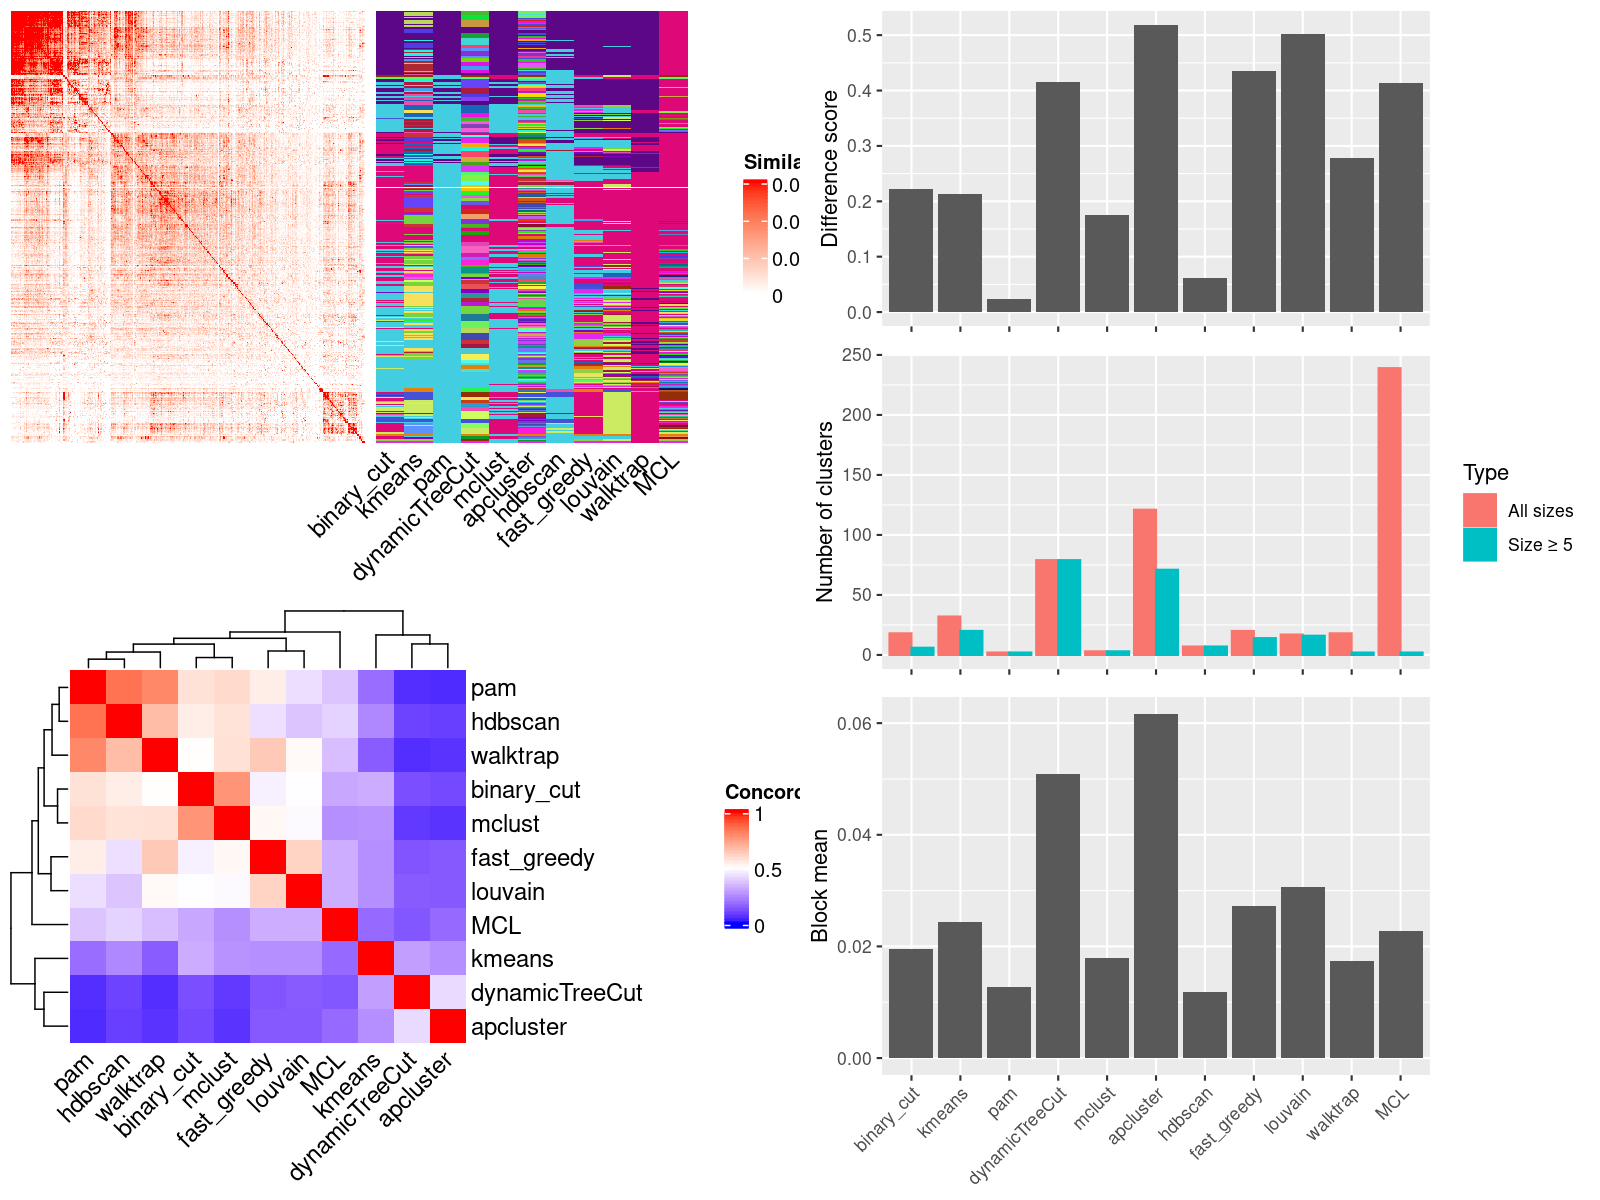 Simila
0.0
0.0
0.0
0
binary_cut
kmeans
pam
dynamicTreeCut
mclust
apcluster
hdbscan
fast_greedy
louvain
walktrap
MCL
pam
hdbscan
walktrap
binary_cut
mclust
fast_greedy
louvain
MCL
kmeans
dynamicTreeCut
apcluster
pam
hdbscan
walktrap
binary_cut
mclust
fast_greedy
louvain
MCL
kmeans
dynamicTreeCut
apcluster
Concord
1
0.5
0
Difference score
0.5
0.4
0.3
0.2
0.1
0.0
Number of clusters
250
200
150
100
50
0
Type
All sizes
Size ≥ 5
Block mean
0.06
0.04
0.02
0.00
binary_cut
kmeans
pam
dynamicTreeCut
mclust
apcluster
hdbscan
fast_greedy
louvain
walktrap
MCL